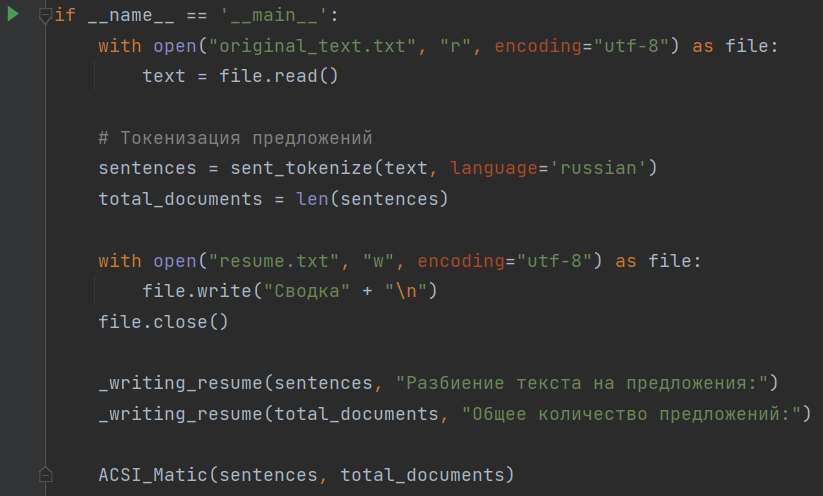 if __name__ == '__main__':
    with open("original_text.txt", "r", encoding="utf-8") as file:
        text = file.read()

    # Токенизация предложений
    sentences = sent_tokenize(text, language='russian')
    total_documents = len(sentences)

    with open("resume.txt", "w", encoding="utf-8") as file:
        file.write("Сводка" + "\n")
    file.close()

    _writing_resume(sentences, "Разбиение текста на предложения:")
    _writing_resume(total_documents, "Общее количество предложений:")

    ACSI_Matic(sentences, total_documents)